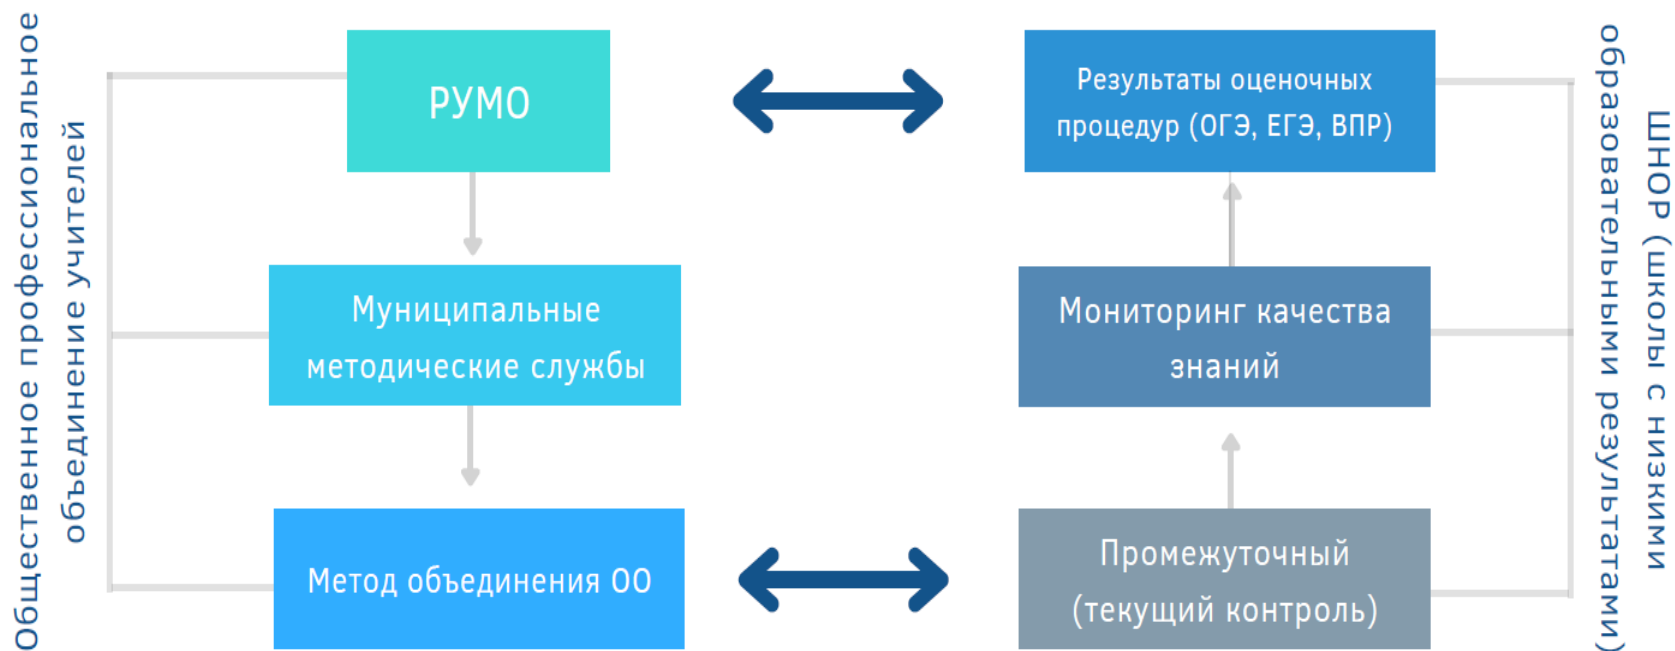 Общественное профессиональное
объединение учителей
РУМО
Муниципальные
методические службы
Метод объединения ОО
Результаты оценочных
процедур (ОГЭ, ЕГЭ, ВПР)
Мониторинг качества
знаний
Промежуточный
(текущий контроль)
ШНОР (школы с низкими
образовательными результатами)